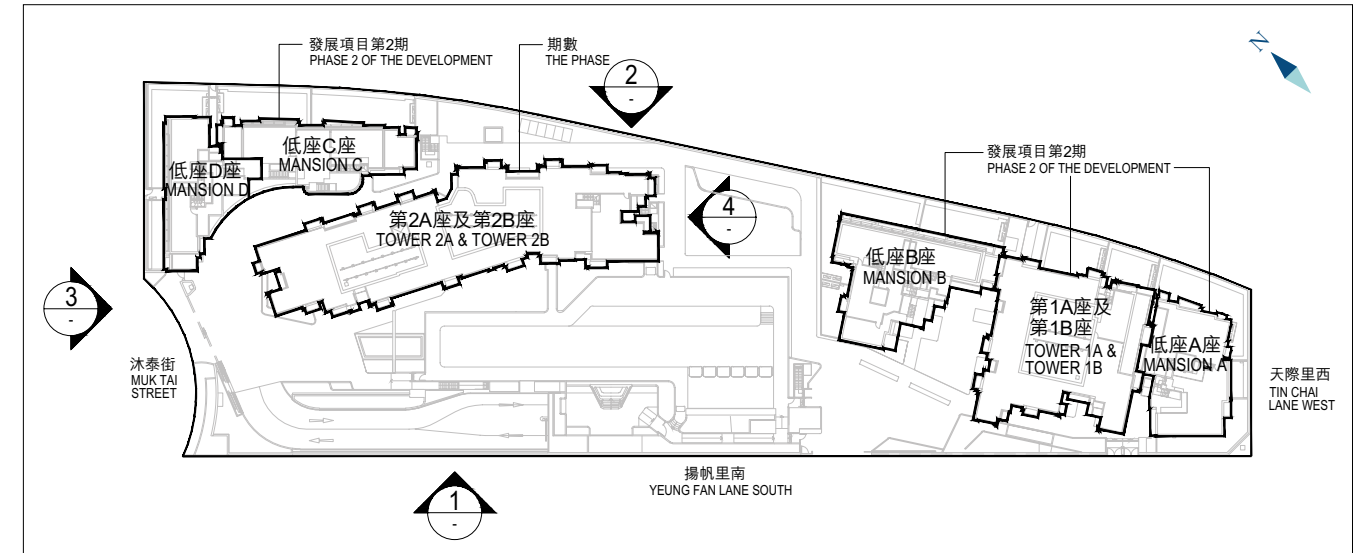 發展項目第2期
PHASE 2 OF THE DEVELOPMENT
期數
THE PHASE
N
2
-
低座C座
MANSION C
低座D座
MANSION D
發展項目第2期
PHASE 2 OF THE DEVELOPMENT
第2A座及第2B座
TOWER 2A & TOWER 2B
4
-
低座B座
MANSION B
第1A座及
第1B座
TOWER 1A &
TOWER 1B
低座A座
MANSION A
3
-
沐泰街
MUK TAI
STREET
天際里西
TIN CHAI
LANE WEST
揚帆里南
YEUNG FAN LANE SOUTH
1
-